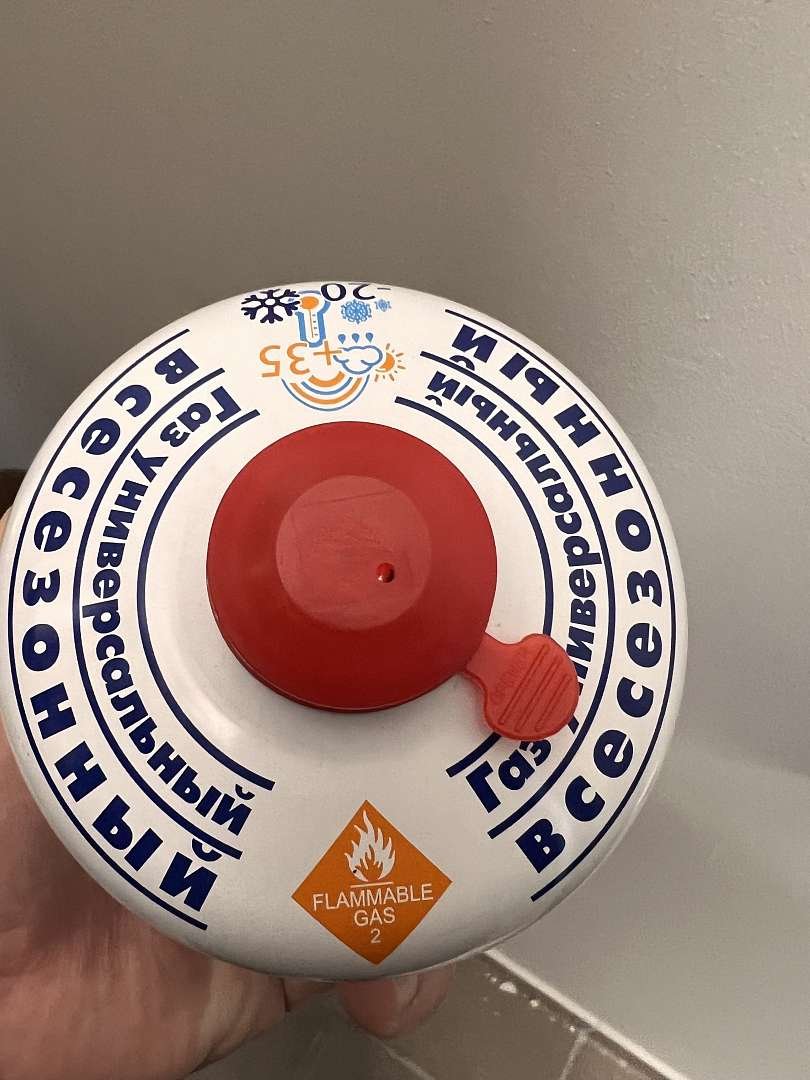 -20
+35
Всесезонный
Газ Универсальный
Всесезонный
Газ Универсальный
FLAMMABLE
GAS
2